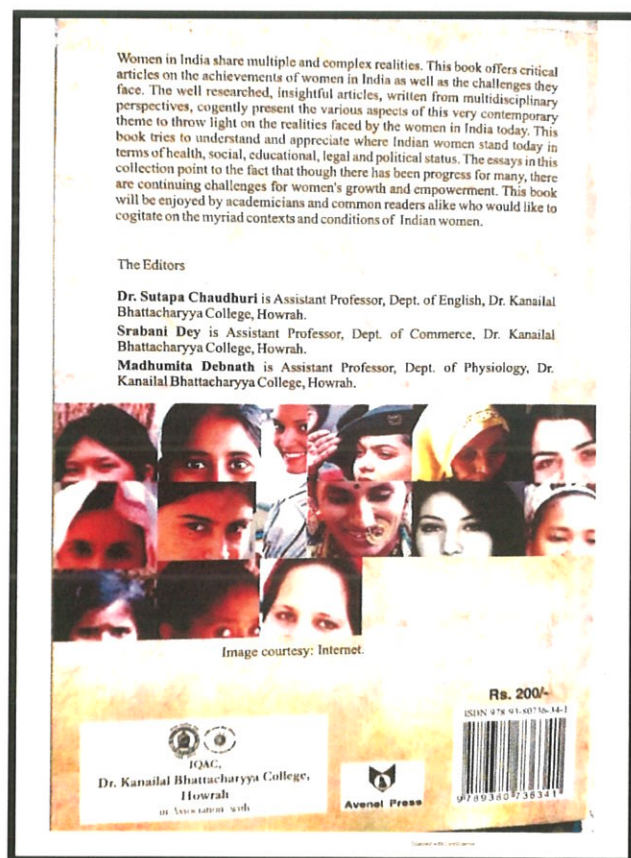 Women in India share multiple and complex realities. This book offers critical
articles on the achievements of women in India as well as the challenges they
face. The well researched, insightful articles, written from multidisciplinary
perspectives, cogently present the various aspects of this very contemporary
theme to throw light on the realities faced by the women in India today. This
book tries to understand and appreciate where Indian women stand today in
terms of health, social, educational, legal and political status. The essays in this
collection point to the fact that though there has been progress for many, there
are continuing challenges for women's growth and empowerment. This book
will be enjoyed by academicians and common readers alike who would like to
cogitate on the myriad contexts and conditions of Indian women.
The Editors
Dr. Sutapa Chaudhuri is Assistant Professor, Dept. of English, Dr. Kanailal
Bhattacharyya College, Howrah.
Srabani Dey is Assistant Professor, Dept. of Commerce, Dr. Kanailal
Bhattacharyya College, Howrah.
Madhumita Debnath is Assistant Professor, Dept. of Physiology, Dr.
Kanailal Bhattacharyya College, Howrah.
Image courtesy: Internet.
Rs. 200/-
ISBN 978-93-80736-34-1
9789380736341
IQAC,
Dr. Kanailal Bhattacharyya College,
Howrah
in Association with
Avenel Press